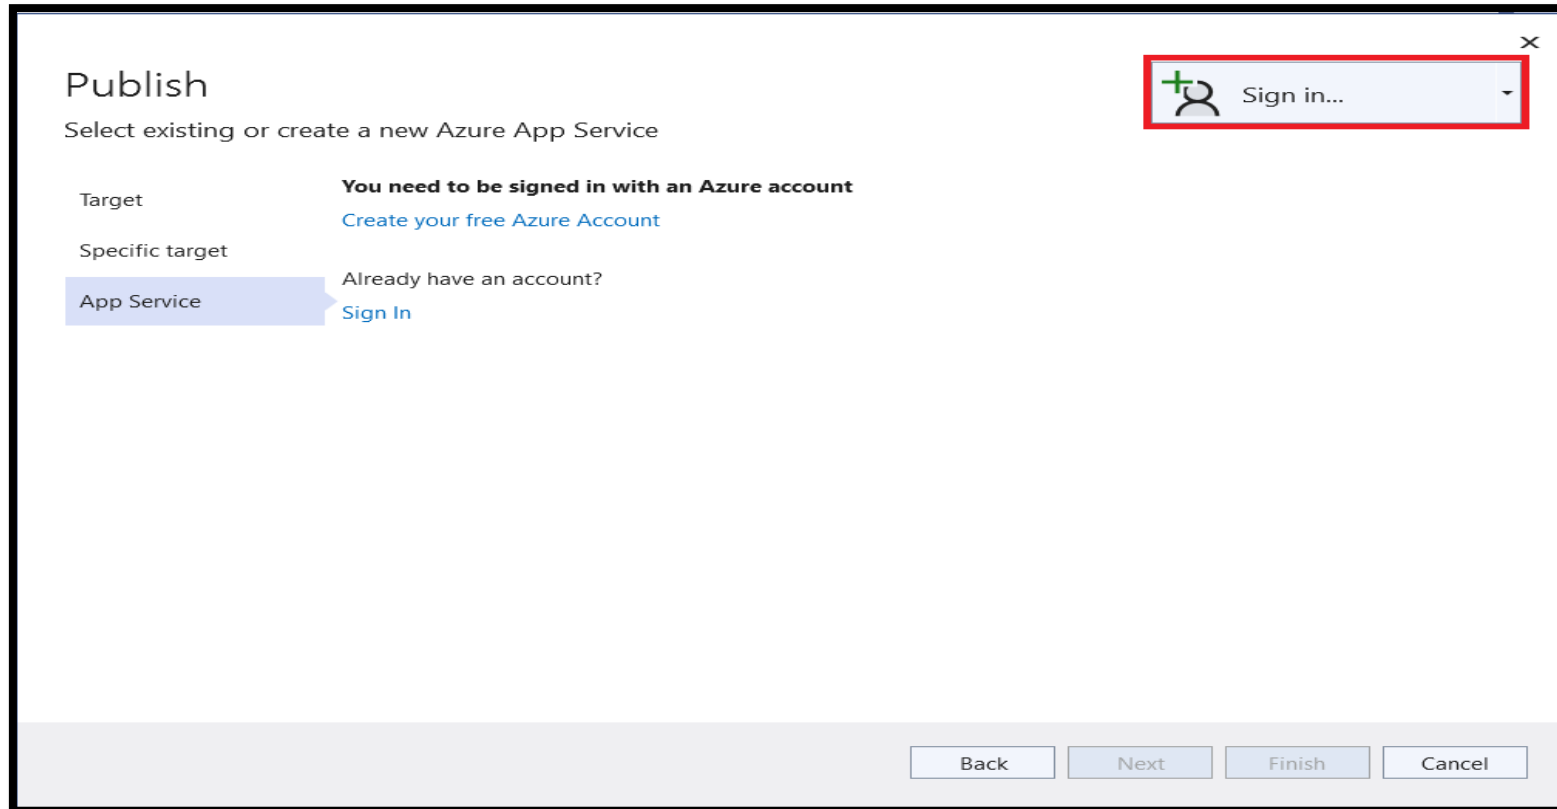 Publish
Select existing or create a new Azure App Service
Sign in...
Target
Specific target
App Service
You need to be signed in with an Azure account
Create your free Azure Account
Already have an account?
Sign In
Back
Next
Finish
Cancel